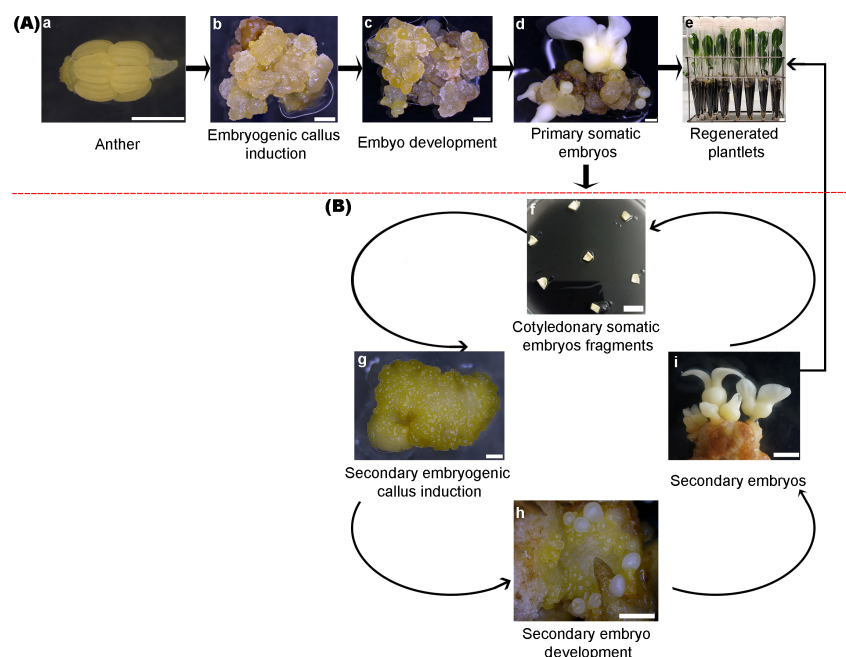 (A)
a
b
c
d
e
Anther
Embryogenic callus
induction
Embyo development
Primary somatic
embryos
Regenerated
plantlets
(B)
f
Cotyledonary somatic
embryos fragments
g
i
Secondary embryogenic
callus induction
Secondary embryos
h
Secondary embryo
development